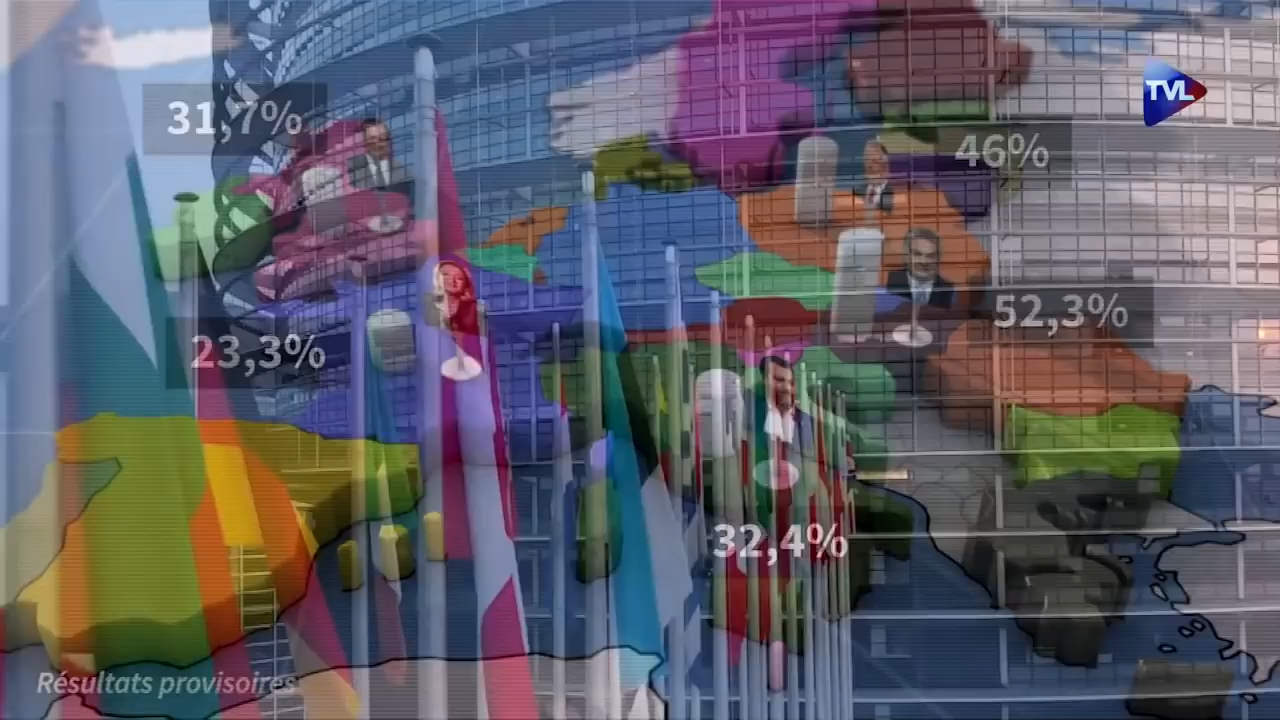 TVL
31,7%
46%
52,3%
23,3%
32,4%
Résultats provisoires